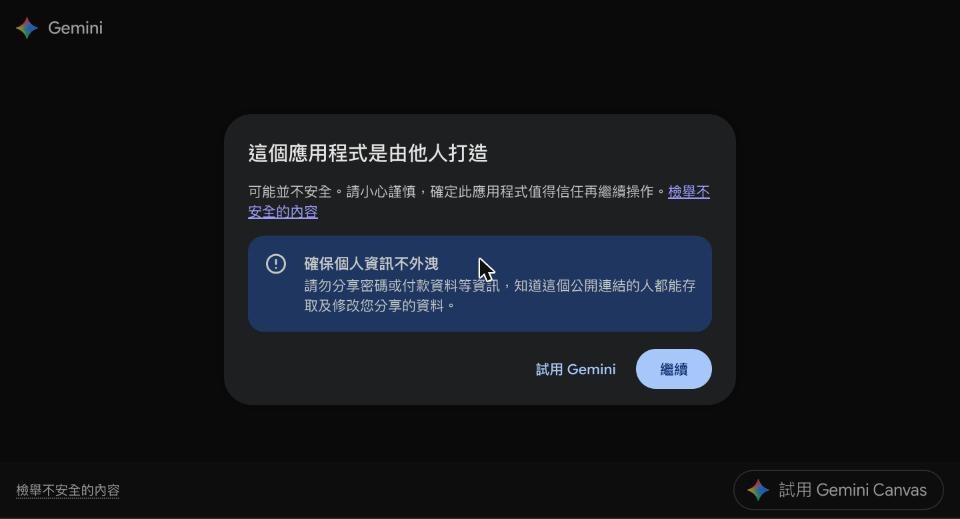 Gemini
這個應用程式是由他人打造
可能並不安全。請小心謹慎，確定此應用程式值得信任再繼續操作。檢舉不
安全的內容
確保個人資訊不外洩
請勿分享密碼或付款資料等資訊，知道這個公開連結的人都能存
取及修改您分享的資料。
試用 Gemini
繼續
檢舉不安全的內容
試用 Gemini Canvas